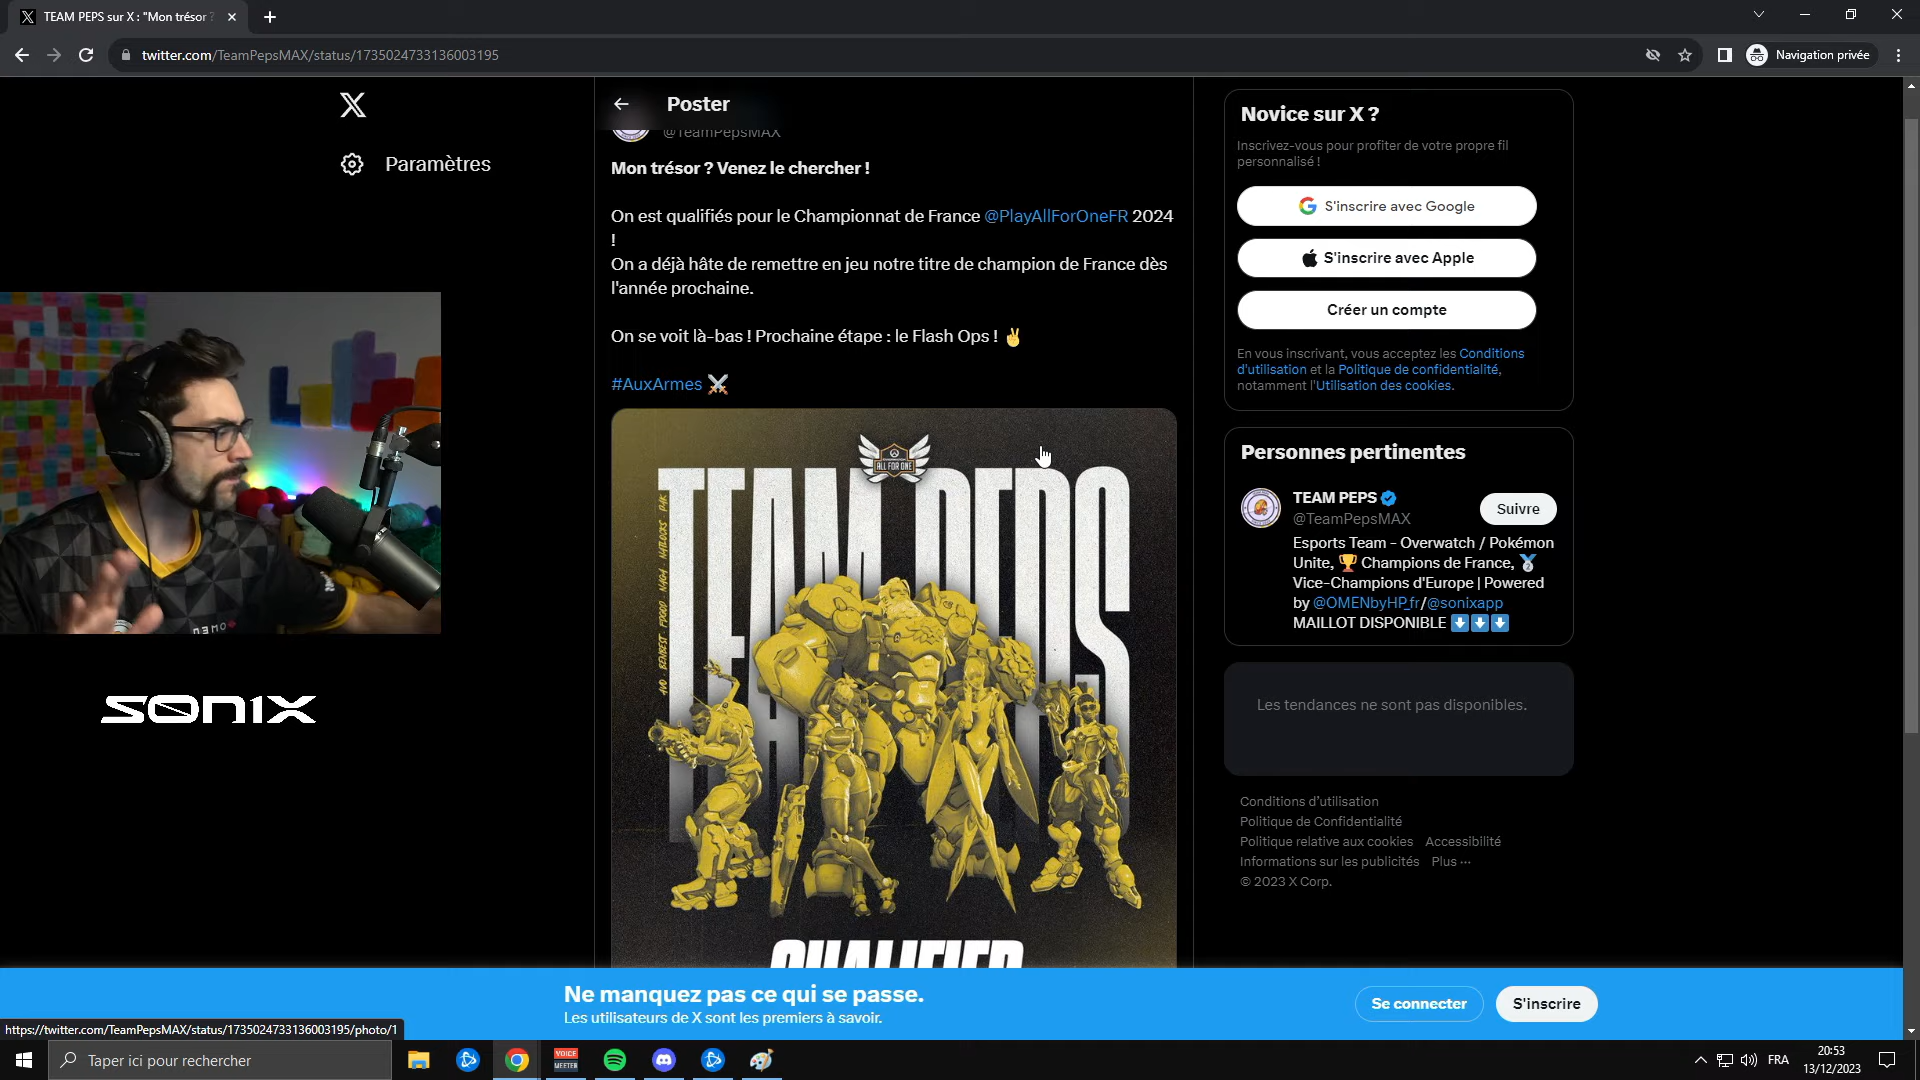 TEAM PEPS sur X : "Mon trésor ?
twitter.com/TeamPepsMAX/status/1735024733136003195
Navigation privée
Paramètres
Poster
@TeamPepsMAX
Mon trésor ? Venez le chercher !
On est qualifiés pour le Championnat de France @PlayAllForOneFR 2024
!
On a déjà hâte de remettre en jeu notre titre de champion de France dès
l'année prochaine.
On se voit là-bas ! Prochaine étape : le Flash Ops ! ✌
#AuxArmes ⚔
ALL FOR ONE
TEAM PEPS
QUALIFIED
SONIX
OMEN
Novice sur X ?
Inscrivez-vous pour profiter de votre propre fil
personnalisé !
S'inscrire avec Google
S'inscrire avec Apple
Créer un compte
En vous inscrivant, vous acceptez les Conditions
d'utilisation et la Politique de confidentialité,
notamment l'Utilisation des cookies.
Personnes pertinentes
TEAM PEPS
@TeamPepsMAX
Suivre
Esports Team - Overwatch / Pokémon
Unite, 🏆 Champions de France, 🥈
Vice-Champions d'Europe | Powered
by @OMENbyHP_fr/@sonixapp
MAILLOT DISPONIBLE ⬇⬇⬇
Les tendances ne sont pas disponibles.
Conditions d'utilisation
Politique de Confidentialité
Politique relative aux cookies Accessibilité
Informations sur les publicités Plus ···
© 2023 X Corp.
Ne manquez pas ce qui se passe.
Les utilisateurs de X sont les premiers à savoir.
Se connecter
S'inscrire
https://twitter.com/TeamPepsMAX/status/1735024733136003195/photo/1
Taper ici pour rechercher
VOICE
MEETER
FRA
20:53
13/12/2023